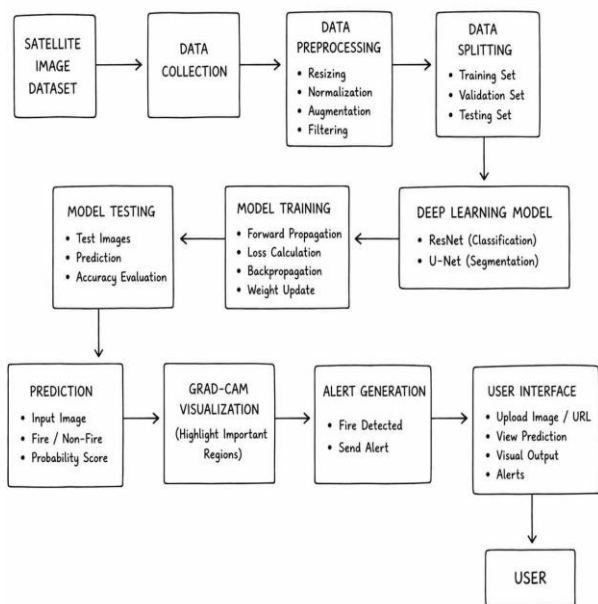 SATELLITE
IMAGE
DATASET
DATA
COLLECTION
DATA
PREPROCESSING
• Resizing
• Normalization
• Augmentation
• Filtering
DATA
SPLITTING
• Training Set
• Validation Set
• Testing Set
MODEL TESTING
• Test Images
• Prediction
• Accuracy Evaluation
MODEL TRAINING
• Forward Propagation
• Loss Calculation
• Backpropagation
• Weight Update
DEEP LEARNING MODEL
• ResNet (Classification)
• U-Net (Segmentation)
PREDICTION
• Input Image
• Fire / Non-Fire
• Probability Score
GRAD-CAM
VISUALIZATION
(Highlight Important
Regions)
ALERT GENERATION
• Fire Detected
• Send Alert
USER INTERFACE
• Upload Image / URL
• View Prediction
• Visual Output
• Alerts
USER